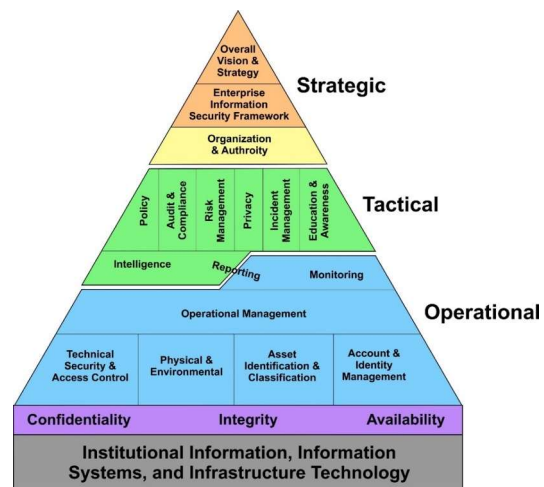 Overall
Vision &
Strategy
Strategic
Enterprise
Information
Security Framework
Organization
& Authroity
Policy
Audit &
Compliance
Risk
Management
Privacy
Incident
Management
Education &
Awareness
Tactical
Intelligence
Reporting
Monitoring
Operational
Operational Management
Technical
Security &
Access Control
Physical &
Environmental
Asset
Identification &
Classification
Account &
Identity
Management
Confidentiality
Integrity
Availability
Institutional Information, Information
Systems, and Infrastructure Technology